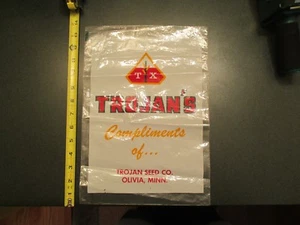 TX
TROJAN'S
Compliments
of...
TROJAN SEED CO.
OLIVIA, MINN.